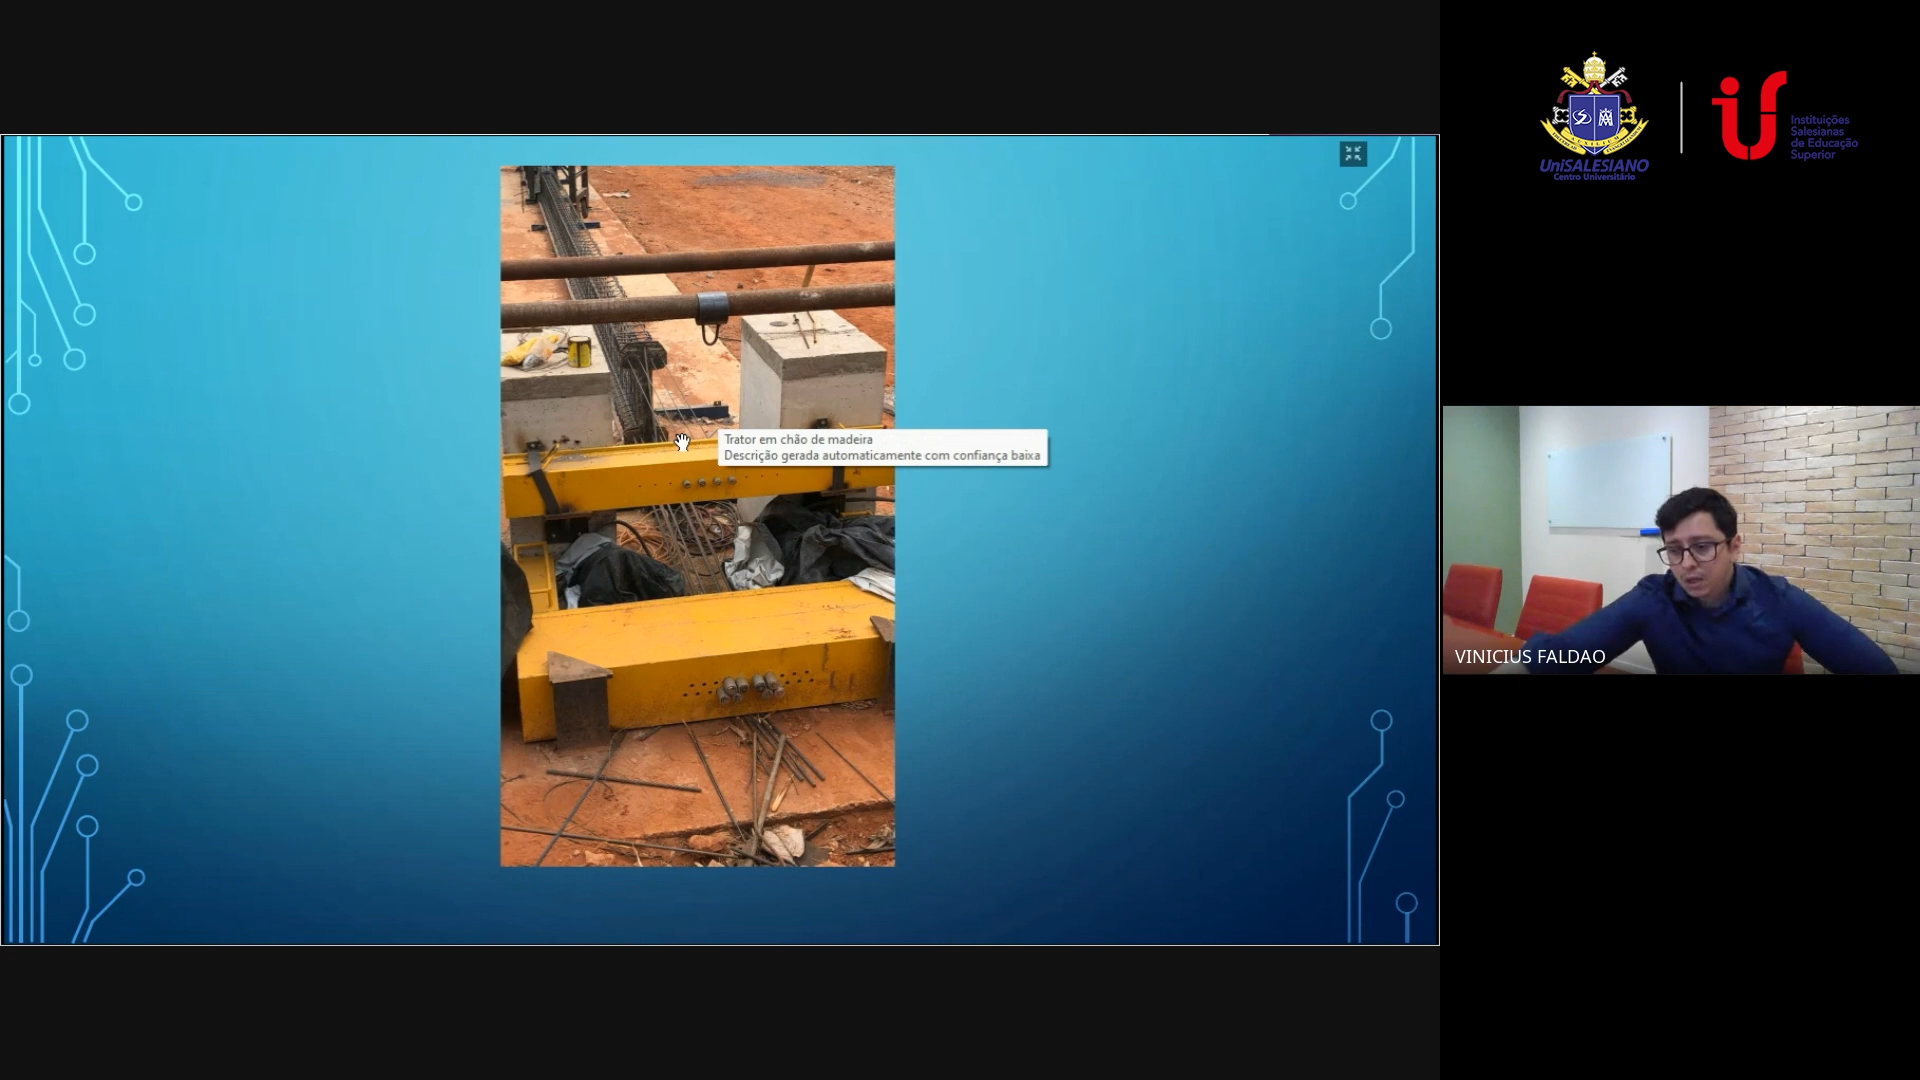 UniSALESIANO
Centro Universitário
Instituições
Salesianas
de Educação
Superior
Trator em chão de madeira
Descrição gerada automaticamente com confiança baixa
VINICIUS FALDAO